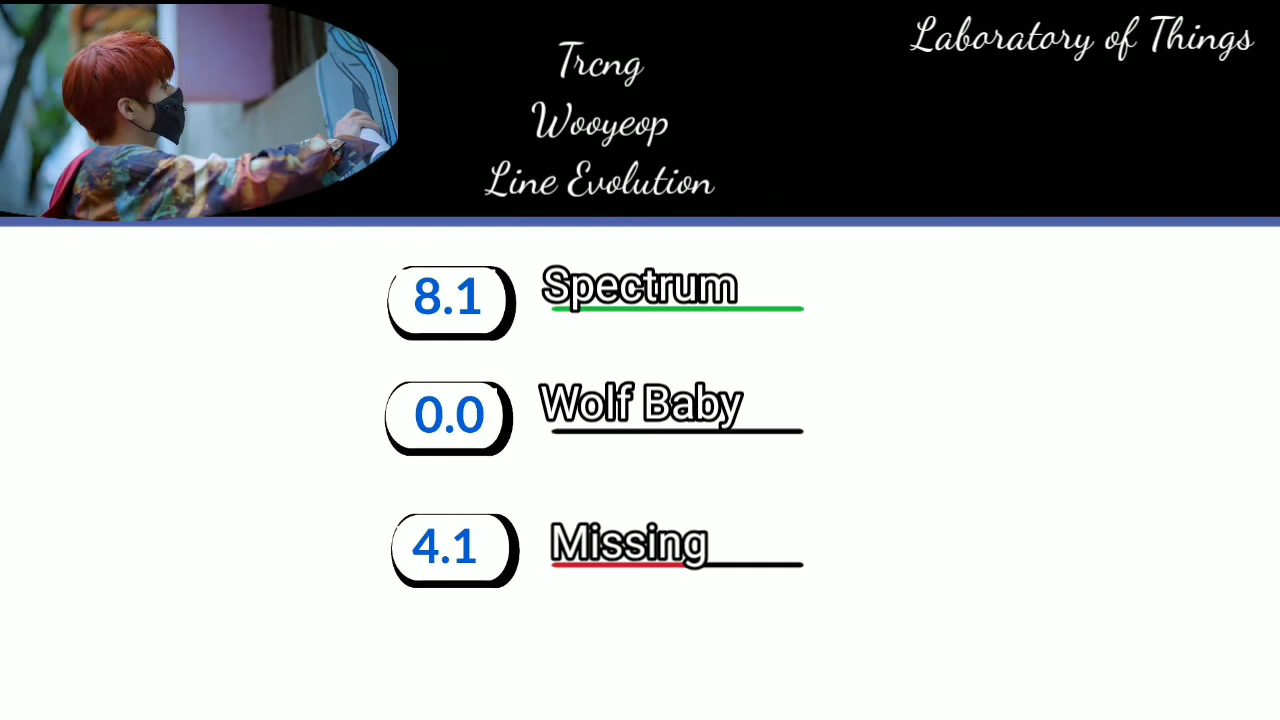 Laboratory of Things
Trcng
Wooyeop
Line Evolution
8.1 Spectrum
0.0 Wolf Baby
4.1 Missing